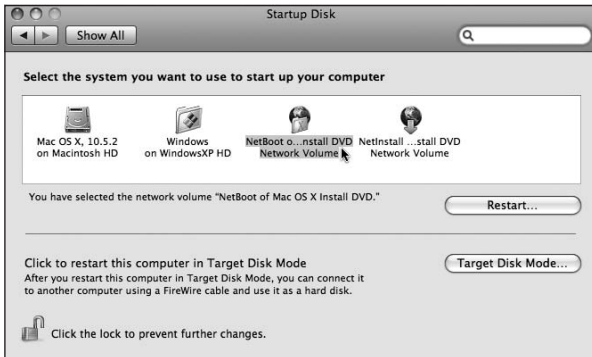 Startup Disk
Show All
Select the system you want to use to start up your computer
Mac OS X, 10.5.2
on Macintosh HD
Windows
on WindowsXP HD
NetBoot o...nstall DVD
Network Volume
NetInstall ...stall DVD
Network Volume
You have selected the network volume “NetBoot of Mac OS X Install DVD.”
Restart...
Click to restart this computer in Target Disk Mode
After you restart this computer in Target Disk Mode, you can connect it
to another computer using a FireWire cable and use it as a hard disk.
Target Disk Mode...
Click the lock to prevent further changes.